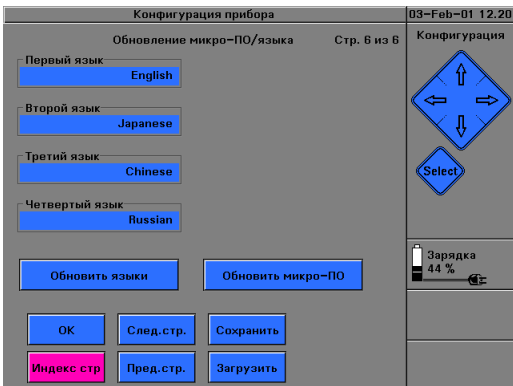 Конфигурация прибора
03-Feb-01 12.20
Обновление микро-ПО/языка
Стр. 6 из 6
Конфигурация
Первый язык
English
Второй язык
Japanese
Третий язык
Chinese
Select
Четвертый язык
Russian
Зарядка
44 %
Обновить языки
Обновить микро-ПО
ОК
След.стр.
Сохранить
Индекс стр
Пред.стр.
Загрузить